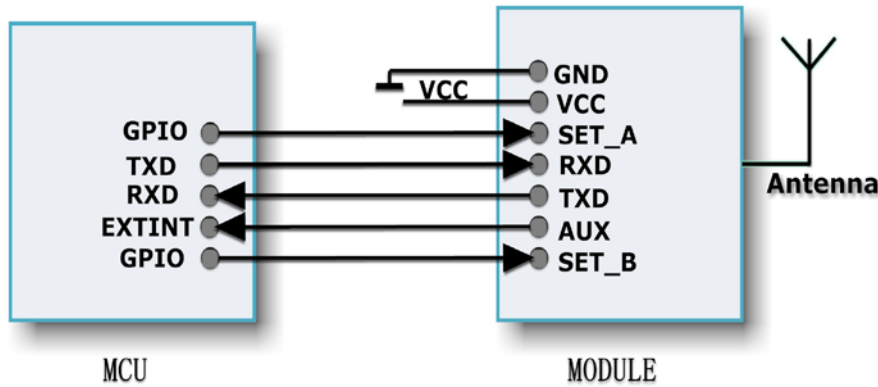 GND
VCC
VCC
GPIO
SET_A
TXD
RXD
RXD
TXD
EXTINT
AUX
GPIO
SET_B
Antenna
MCU
MODULE